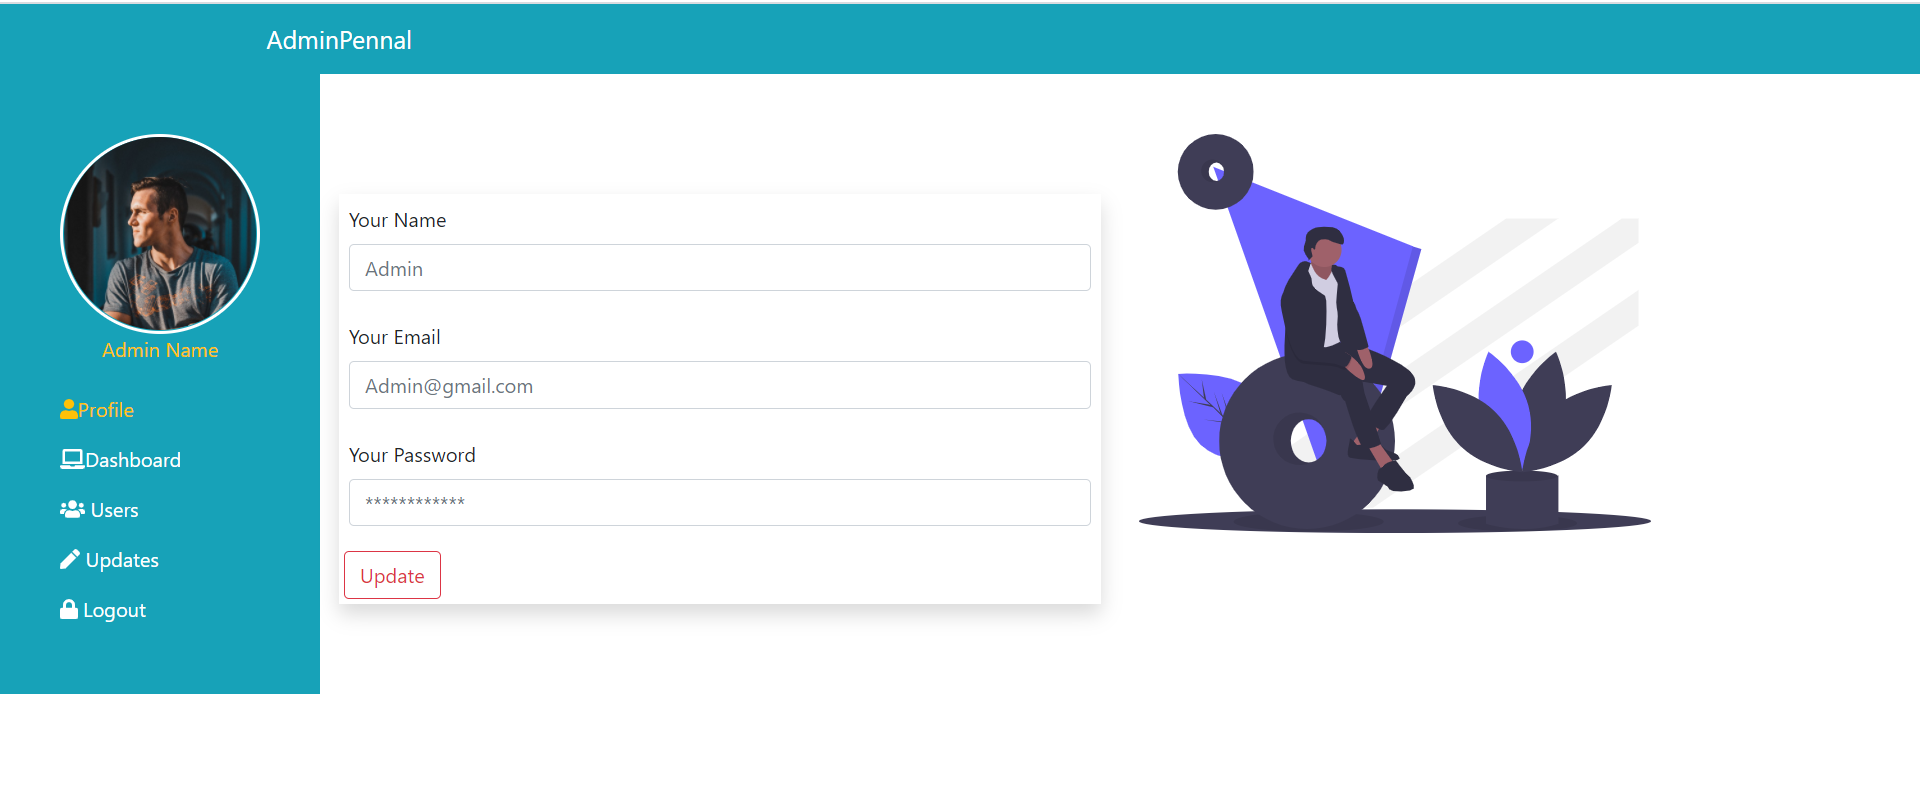 AdminPennal
Admin Name
Profile
Dashboard
Users
Updates
Logout
Your Name
Admin
Your Email
Admin@gmail.com
Your Password
************
Update